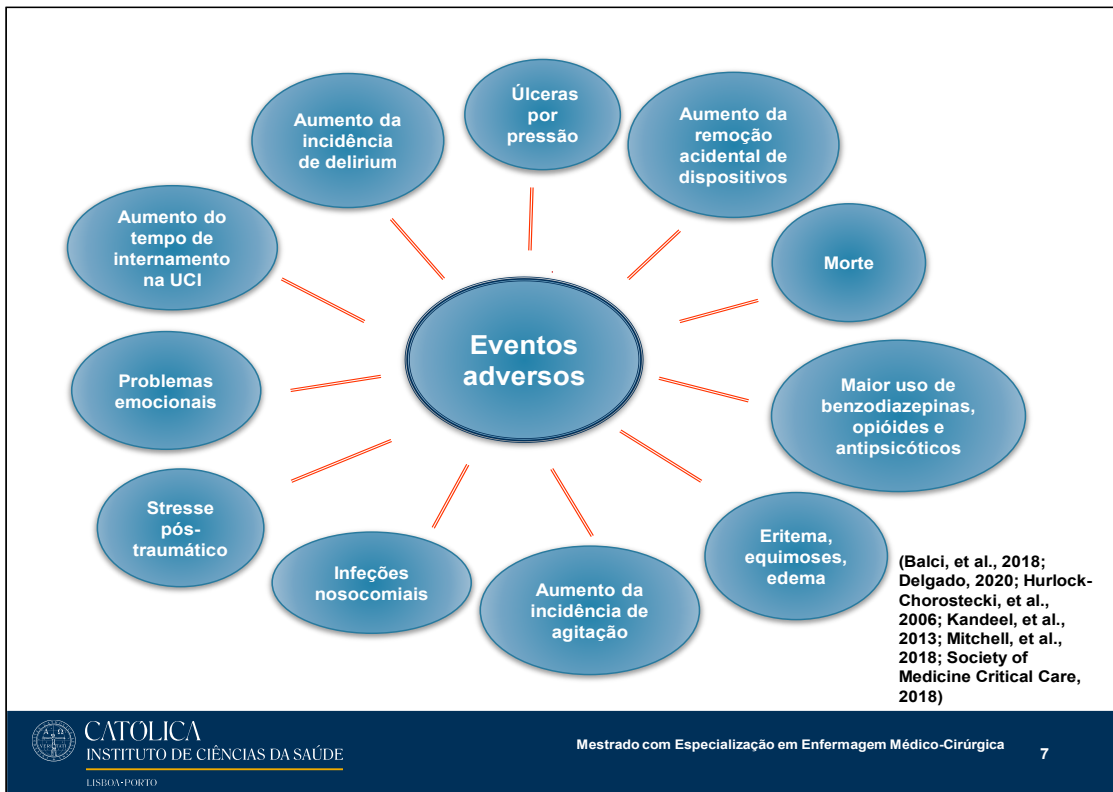 Úlceras
por
pressão
Aumento da
remoção
acidental de
dispositivos
Morte
Maior uso de
benzodiazepinas,
opióides e
antipsicóticos
Eritema,
equimoses,
edema
Aumento da
incidência de
agitação
Infeções
nosocomiais
Stresse
pós-
traumático
Problemas
emocionais
Aumento do
tempo de
internamento
na UCI
Aumento da
incidência
de delirium
Eventos
adversos
(Balci, et al., 2018;
Delgado, 2020; Hurlock-
Chorostecki, et al.,
2006; Kandeel, et al.,
2013; Mitchell, et al.,
2018; Society of
Medicine Critical Care,
2018)
CATÓLICA
INSTITUTO DE CIÊNCIAS DA SAÚDE
LISBOA-PORTO
Mestrado com Especialização em Enfermagem Médico-Cirúrgica
7